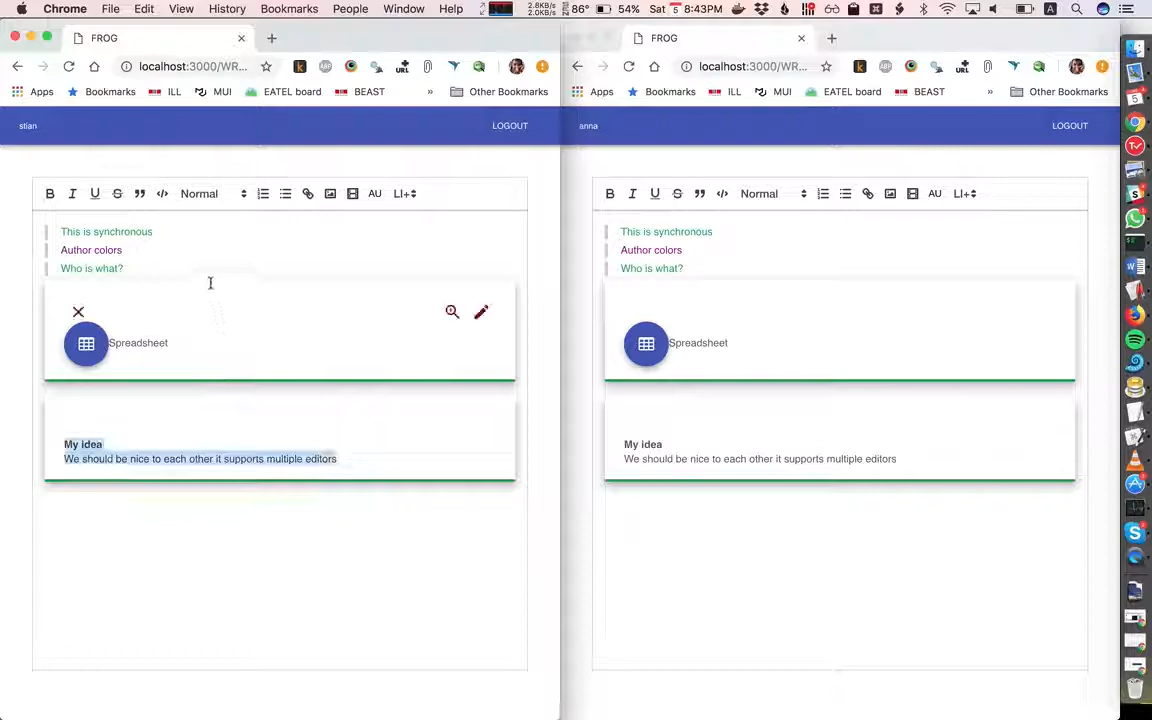 Chrome File Edit View History Bookmarks People Window Help 2.8KB/s 2.0KB/s 86° 54% Sat 5 8:43PM A
FROG
localhost:3000/WR...
Apps Bookmarks ILL MUI EATEL board BEAST » Other Bookmarks
stian LOGOUT
B I U S Normal AU LI+
This is synchronous
Author colors
Who is what?
Spreadsheet
My idea
We should be nice to each other it supports multiple editors
FROG
localhost:3000/WR...
Apps Bookmarks ILL MUI EATEL board BEAST » Other Bookmarks
anna LOGOUT
B I U S Normal AU LI+
This is synchronous
Author colors
Who is what?
Spreadsheet
My idea
We should be nice to each other it supports multiple editors